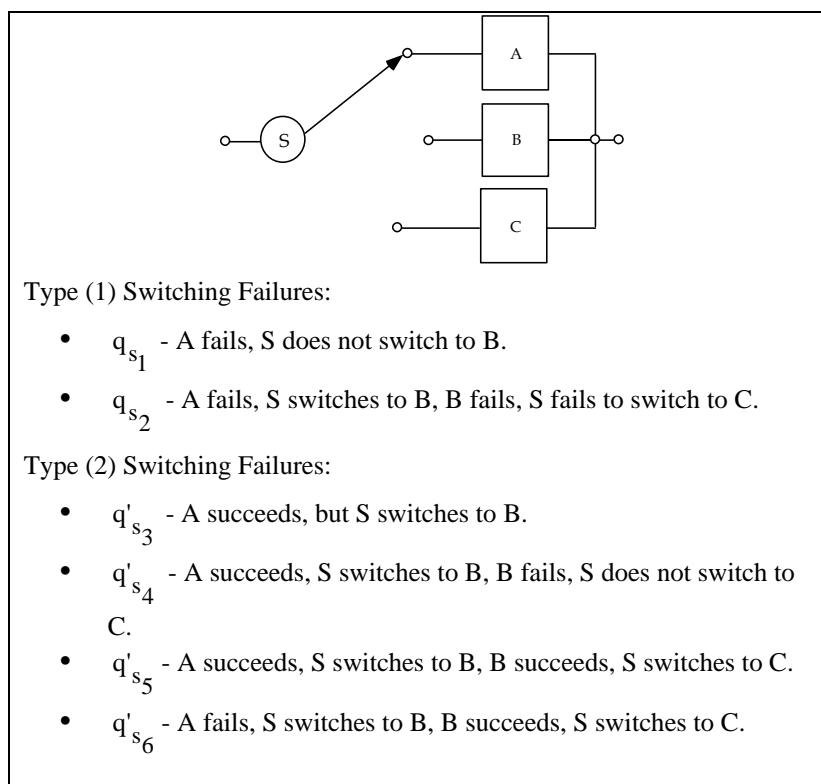 A
S
B
C
Type (1) Switching Failures:
• q_{s_1} - A fails, S does not switch to B.
• q_{s_2} - A fails, S switches to B, B fails, S fails to switch to C.
Type (2) Switching Failures:
• q'_{s_3} - A succeeds, but S switches to B.
• q'_{s_4} - A succeeds, S switches to B, B fails, S does not switch to
C.
• q'_{s_5} - A succeeds, S switches to B, B succeeds, S switches to C.
• q'_{s_6} - A fails, S switches to B, B succeeds, S switches to C.